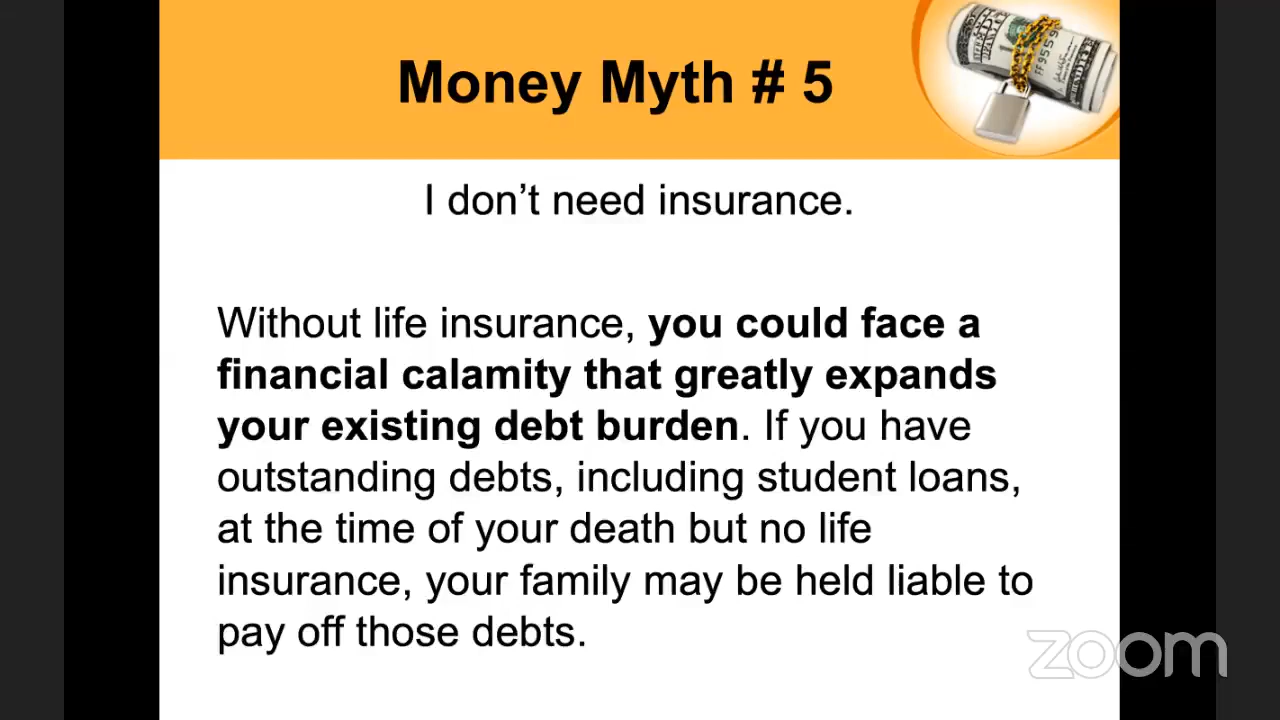 Money Myth # 5
I don’t need insurance.
Without life insurance, you could face a
financial calamity that greatly expands
your existing debt burden. If you have
outstanding debts, including student loans,
at the time of your death but no life
insurance, your family may be held liable to
pay off those debts.
zoom